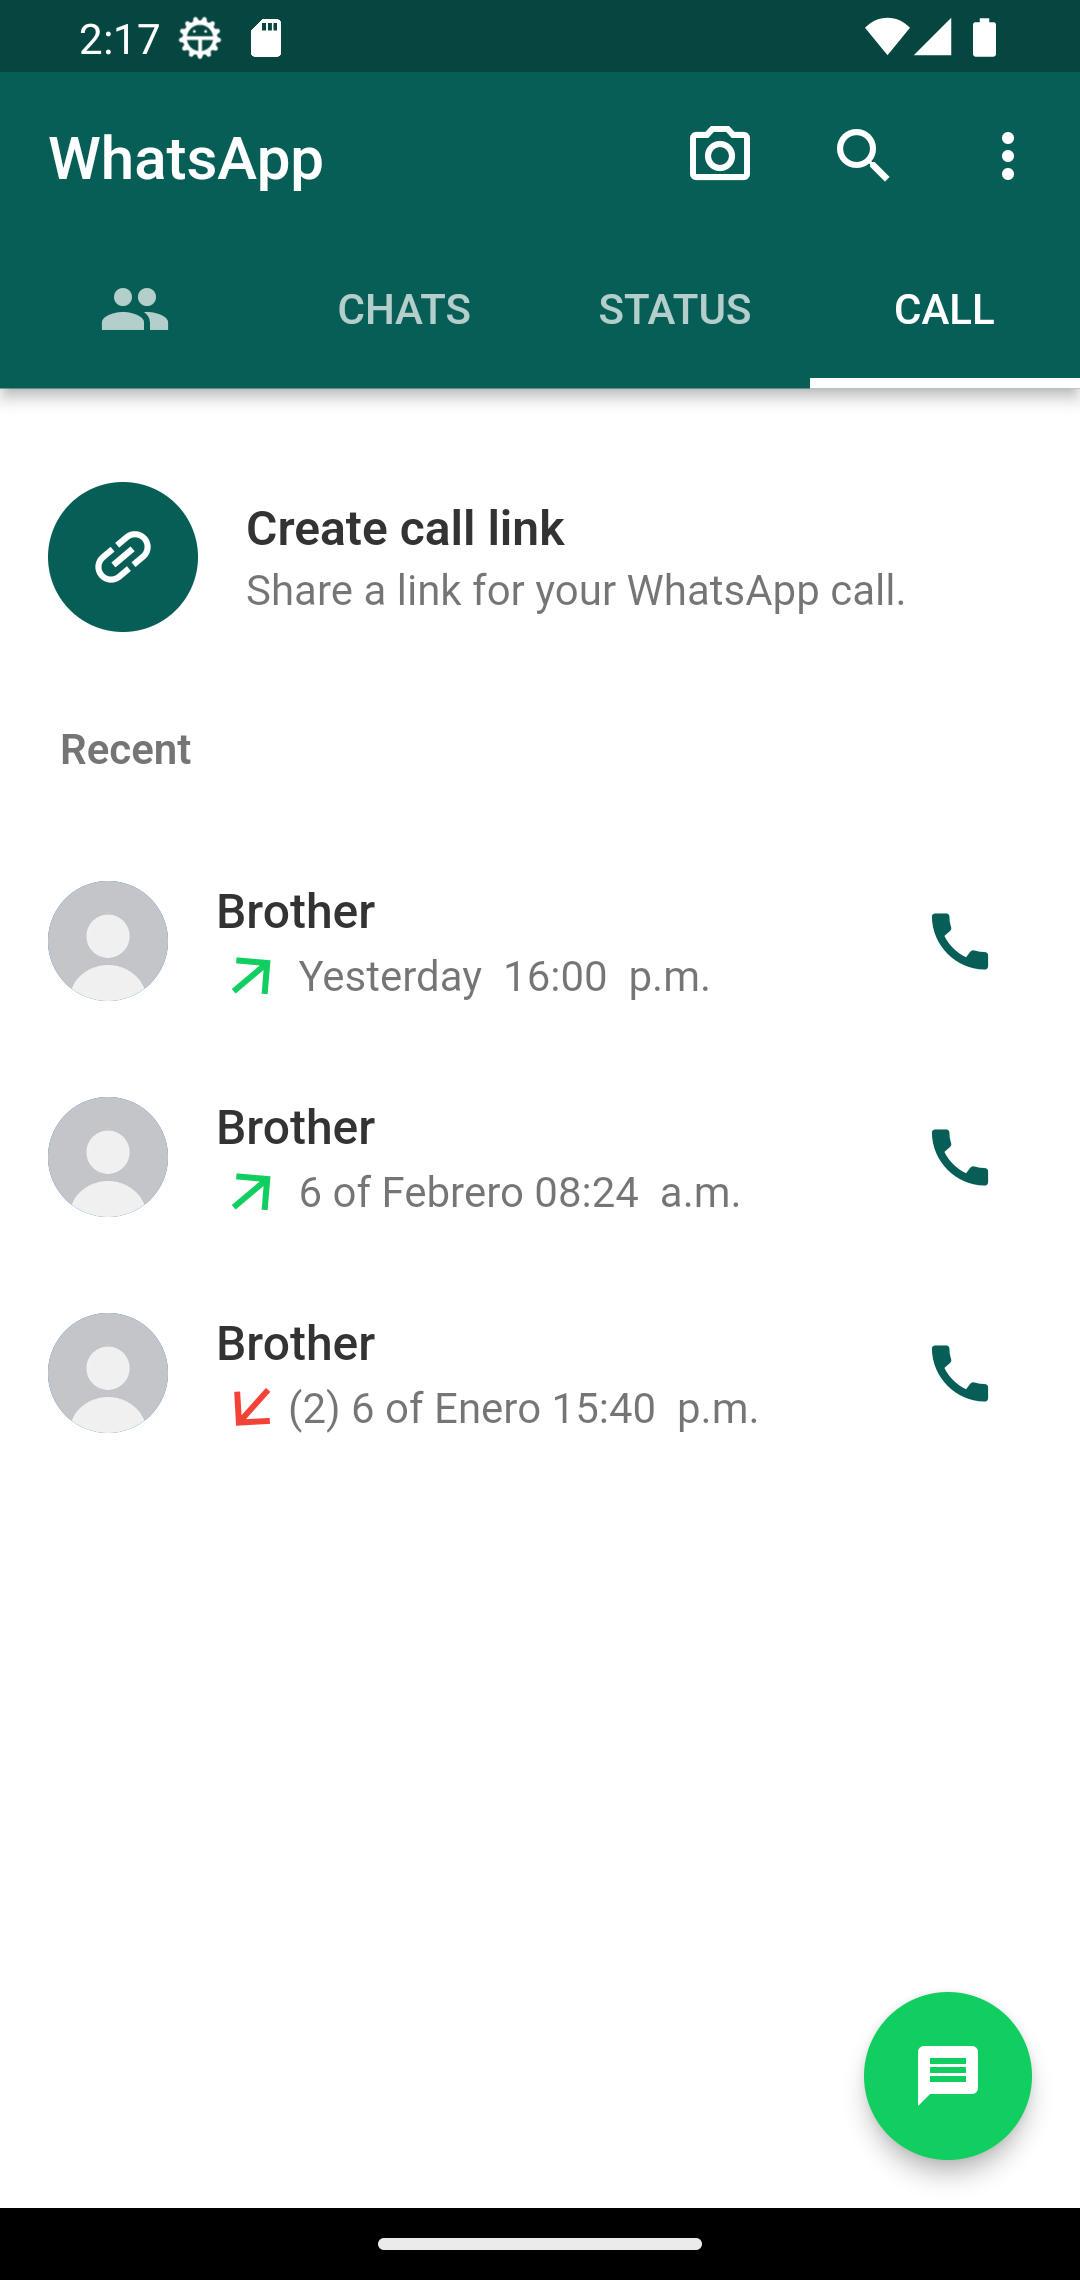 2:17
WhatsApp
CHATS STATUS CALL
Create call link
Share a link for your WhatsApp call.
Recent
Brother
Yesterday 16:00 p.m.
Brother
6 of Febrero 08:24 a.m.
Brother
(2) 6 of Enero 15:40 p.m.